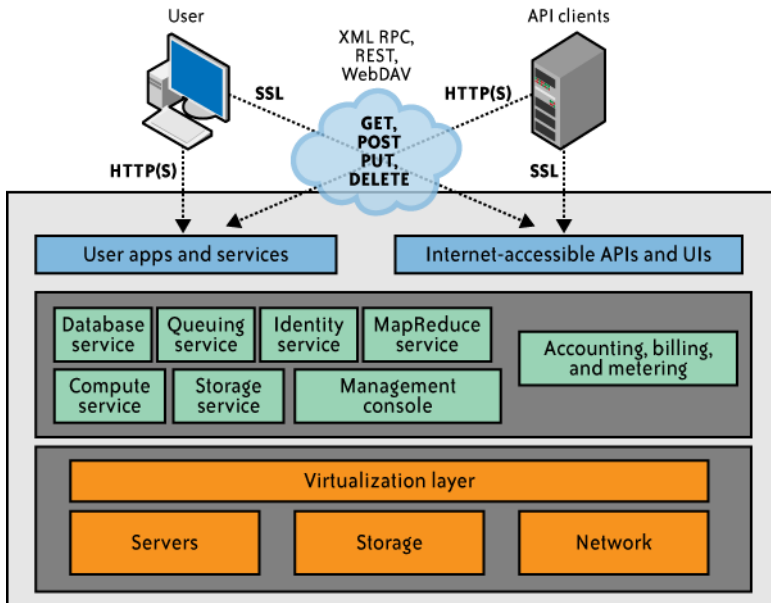 User
API clients
XML RPC,
REST,
WebDAV
SSL
HTTP(S)
GET,
POST
PUT,
DELETE
HTTP(S)
SSL
User apps and services
Internet-accessible APIs and UIs
Database
service
Queuing
service
Identity
service
MapReduce
service
Accounting, billing,
and metering
Compute
service
Storage
service
Management
console
Virtualization layer
Servers
Storage
Network